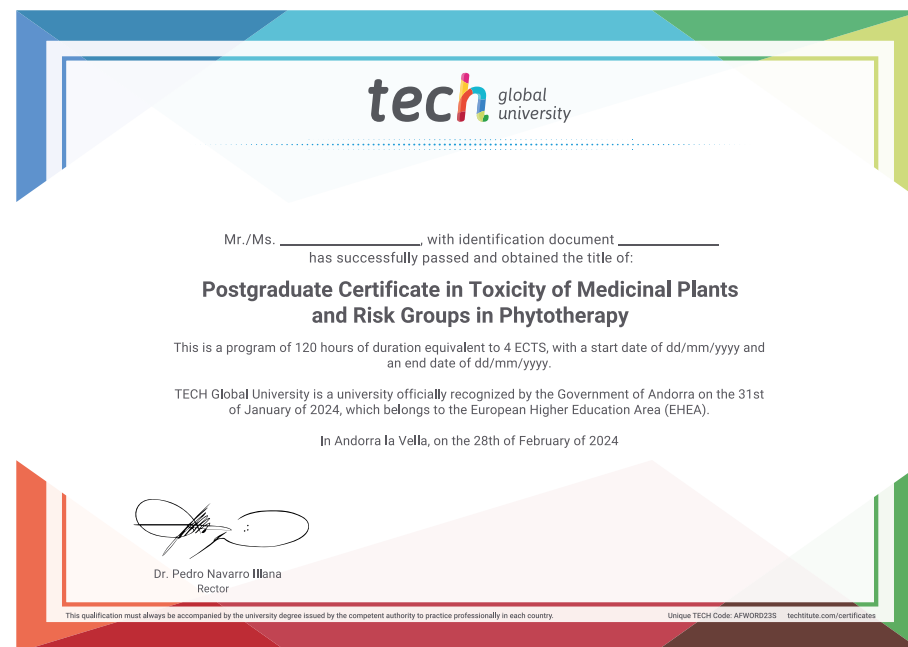 tech global university
Mr./Ms. ____________, with identification document ____________
has successfully passed and obtained the title of:
Postgraduate Certificate in Toxicity of Medicinal Plants
and Risk Groups in Phytotherapy
This is a program of 120 hours of duration equivalent to 4 ECTS, with a start date of dd/mm/yyyy and
an end date of dd/mm/yyyy.
TECH Global University is a university officially recognized by the Government of Andorra on the 31st
of January of 2024, which belongs to the European Higher Education Area (EHEA).
In Andorra la Vella, on the 28th of February of 2024
Dr. Pedro Navarro Illana
Rector
This qualification must always be accompanied by the university degree issued by the competent authority to practice professionally in each country. Unique TECH Code: AFWORD23S techtitute.com/certificates